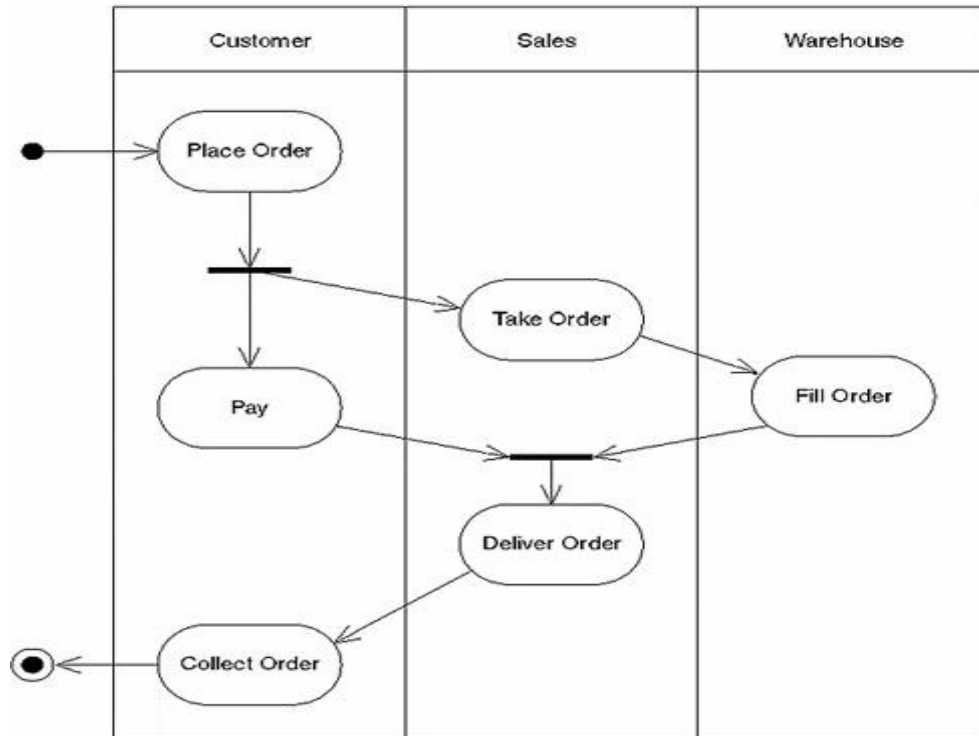 Customer
Sales
Warehouse
Place Order
Take Order
Fill Order
Pay
Deliver Order
Collect Order